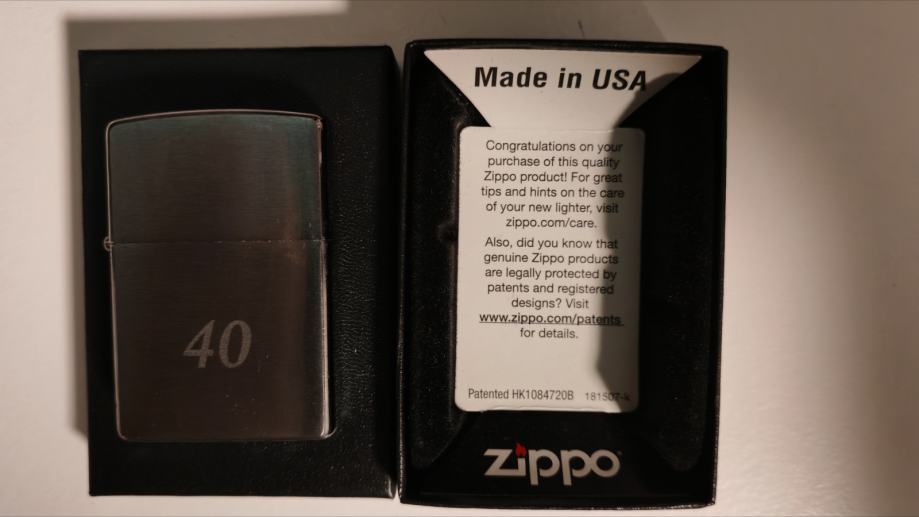 40
Made in USA
Congratulations on your
purchase of this quality
Zippo product! For great
tips and hints on the care
of your new lighter, visit
zippo.com/care.
Also, did you know that
genuine Zippo products
are legally protected by
patents and registered
designs? Visit
www.zippo.com/patents
for details.
Patented HK1084720B 181507-k
zippo